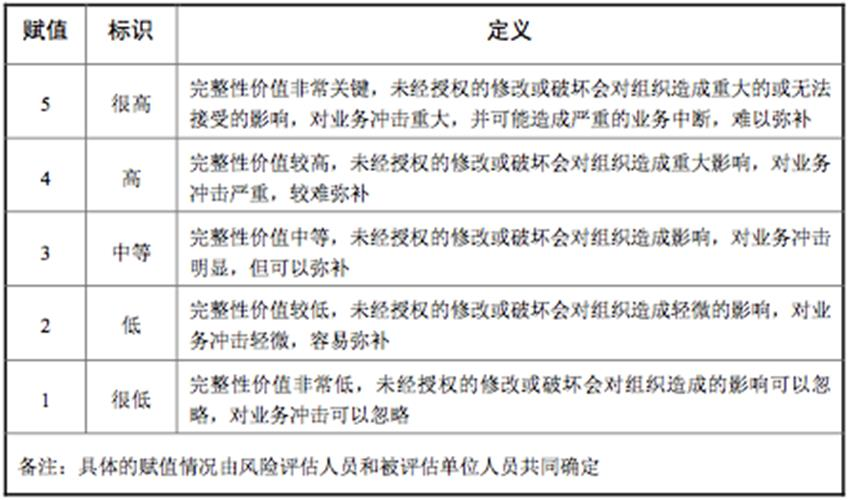 赋值 标识 定义
5 很高 完整性价值非常关键，未经授权的修改或破坏会对组织造成重大的或无法
接受的影响，对业务冲击重大，并可能造成严重的业务中断，难以弥补
4 高 完整性价值较高，未经授权的修改或破坏会对组织造成重大影响，对业务
冲击严重，较难弥补
3 中等 完整性价值中等，未经授权的修改或破坏会对组织造成影响，对业务冲击
明显，但可以弥补
2 低 完整性价值较低，未经授权的修改或破坏会对组织造成轻微的影响，对业
务冲击轻微，容易弥补
1 很低 完整性价值非常低，未经授权的修改或破坏会对组织造成的影响可以忽
略，对业务冲击可以忽略
备注：具体的赋值情况由风险评估人员和被评估单位人员共同确定